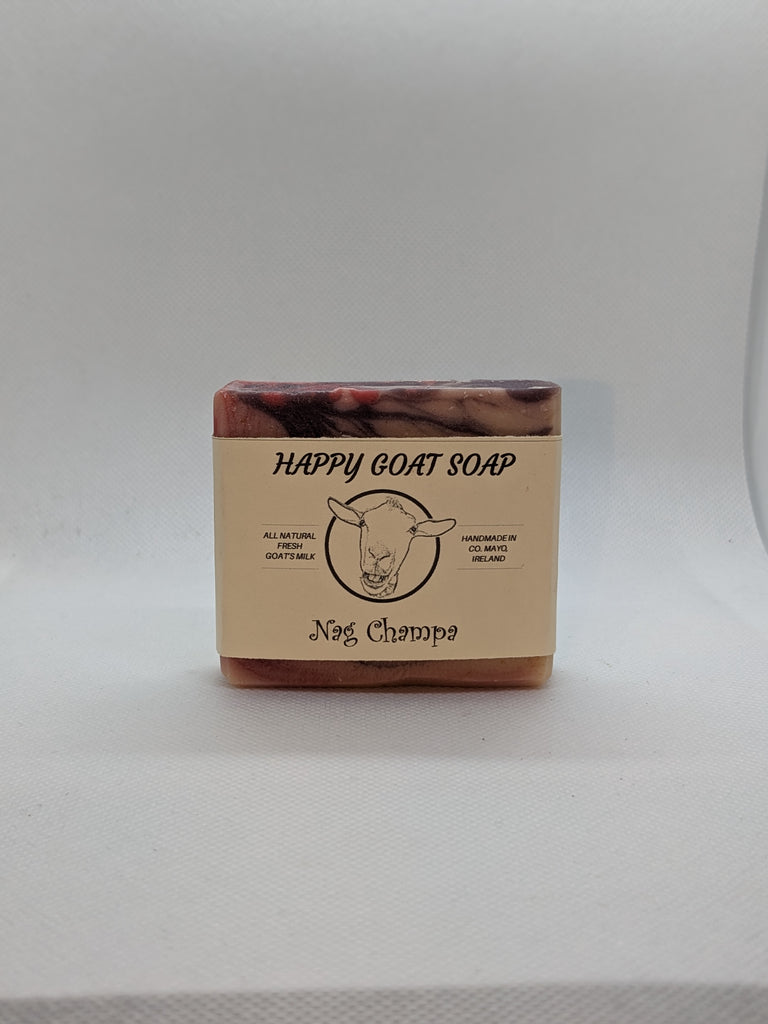 HAPPY GOAT SOAP
ALL NATURAL
FRESH
GOAT'S MILK
HANDMADE IN
CO. MAYO,
IRELAND
Nag Champa